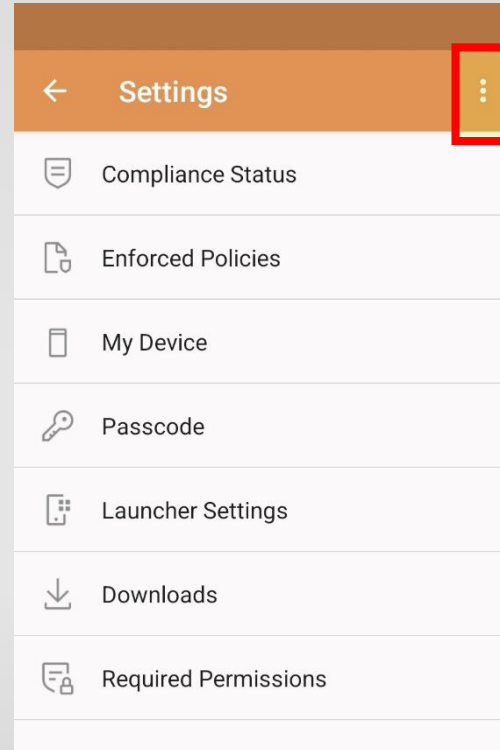 Settings
Compliance Status
Enforced Policies
My Device
Passcode
Launcher Settings
Downloads
Required Permissions